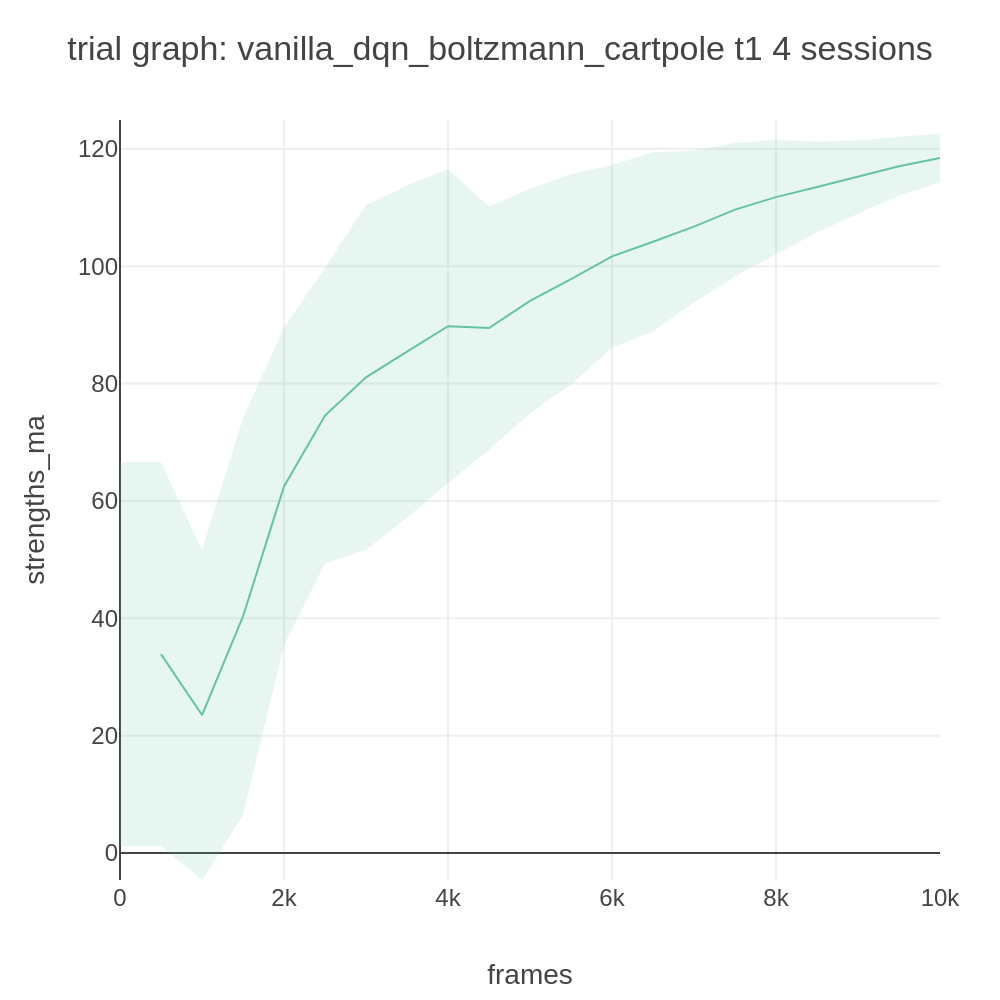 trial graph: vanilla_dqn_boltzmann_cartpole t1 4 sessions
120
100
80
60
40
20
0
strengths_ma
0 2k 4k 6k 8k 10k
frames